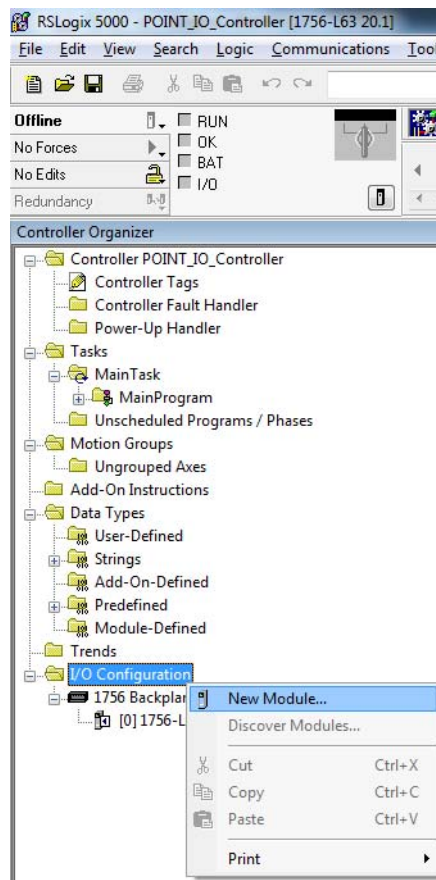 RSLogix 5000 - POINT_IO_Controller [1756-L63 20.1]
File Edit View Search Logic Communications
Offline
RUN
No Forces
OK
No Edits
BAT
Redundancy
I/O
Controller Organizer
Controller POINT_IO_Controller
Controller Tags
Controller Fault Handler
Power-Up Handler
Tasks
MainTask
MainProgram
Unscheduled Programs / Phases
Motion Groups
Ungrouped Axes
Add-On Instructions
Data Types
User-Defined
Strings
Add-On-Defined
Predefined
Module-Defined
Trends
I/O Configuration
1756
New Module...
[0] 1756-L
Discover Modules...
Cut Ctrl+X
Copy Ctrl+C
Paste Ctrl+V
Print